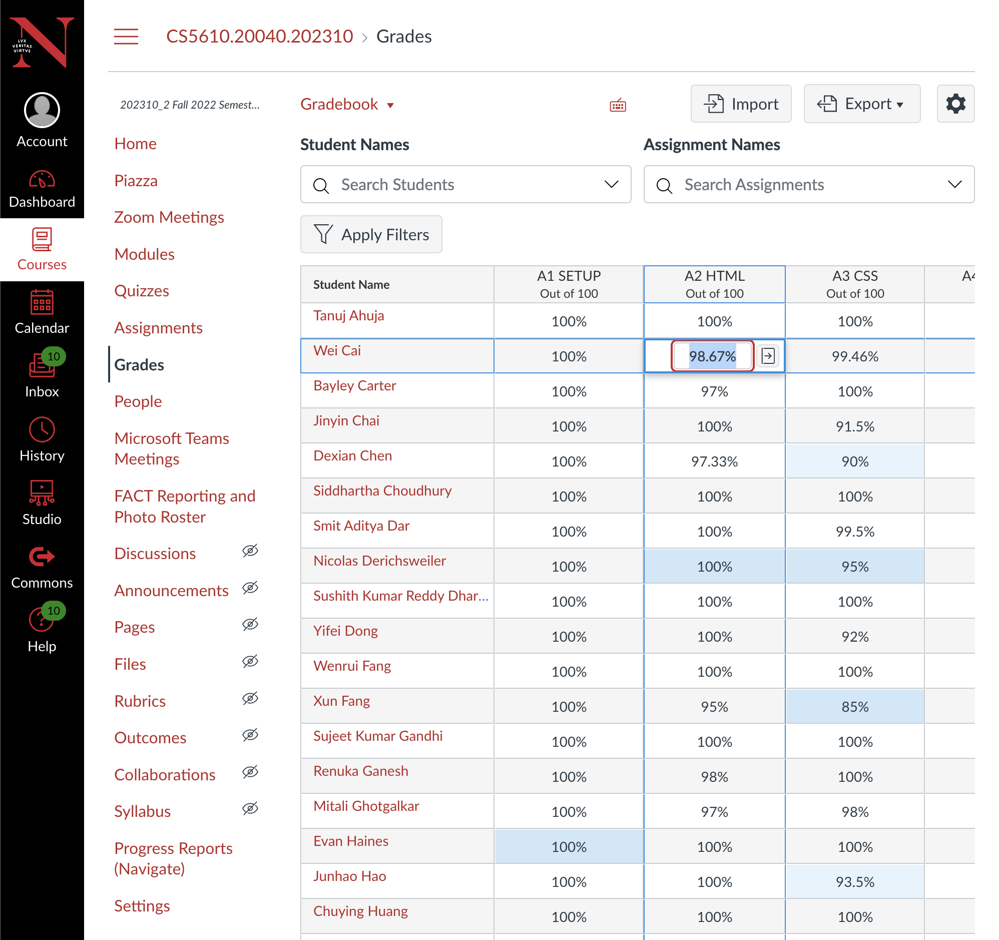 LVX
VERITAS
VIRTVS
Account
Dashboard
Courses
Calendar
10
Inbox
History
Studio
Commons
10
Help
CS5610.20040.202310 › Grades
202310_2 Fall 2022 Semest...
Home
Piazza
Zoom Meetings
Modules
Quizzes
Assignments
Grades
People
Microsoft Teams
Meetings
FACT Reporting and
Photo Roster
Discussions
Announcements
Pages
Files
Rubrics
Outcomes
Collaborations
Syllabus
Progress Reports
(Navigate)
Settings
Gradebook
Import
Export
Student Names
Assignment Names
Search Students
Search Assignments
Apply Filters
Student Name
A1 SETUP
Out of 100
A2 HTML
Out of 100
A3 CSS
Out of 100
A4
Tanuj Ahuja 100% 100% 100%
Wei Cai 100% 98.67% 99.46%
Bayley Carter 100% 97% 100%
Jinyin Chai 100% 100% 91.5%
Dexian Chen 100% 97.33% 90%
Siddhartha Choudhury 100% 100% 100%
Smit Aditya Dar 100% 100% 99.5%
Nicolas Derichsweiler 100% 100% 95%
Sushith Kumar Reddy Dhar... 100% 100% 100%
Yifei Dong 100% 100% 92%
Wenrui Fang 100% 100% 100%
Xun Fang 100% 95% 85%
Sujeet Kumar Gandhi 100% 100% 100%
Renuka Ganesh 100% 98% 100%
Mitali Ghotgalkar 100% 97% 98%
Evan Haines 100% 100% 100%
Junhao Hao 100% 100% 93.5%
Chuying Huang 100% 100% 100%